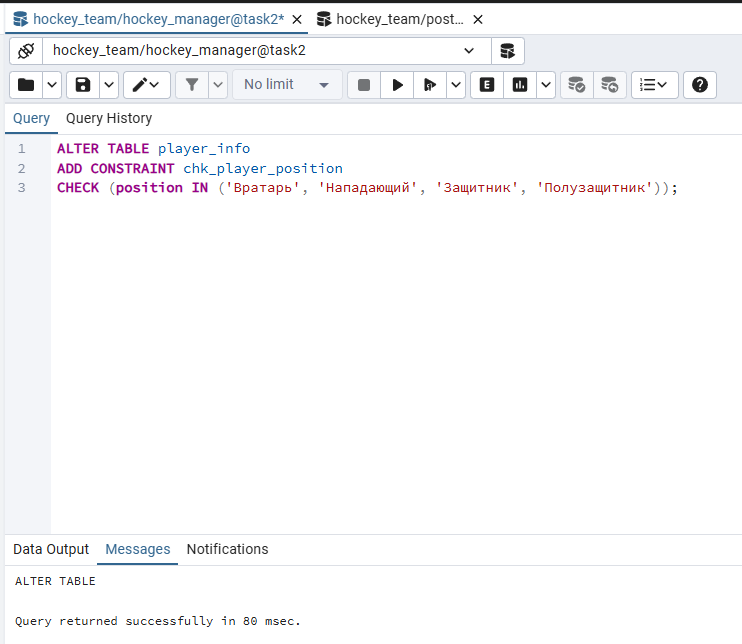 hockey_team/hockey_manager@task2*
hockey_team/post...
hockey_team/hockey_manager@task2
No limit
E
Query
Query History
1 ALTER TABLE player_info
2 ADD CONSTRAINT chk_player_position
3 CHECK (position IN ('Вратарь', 'Нападающий', 'Защитник', 'Полузащитник'));
Data Output
Messages
Notifications
ALTER TABLE
Query returned successfully in 80 msec.